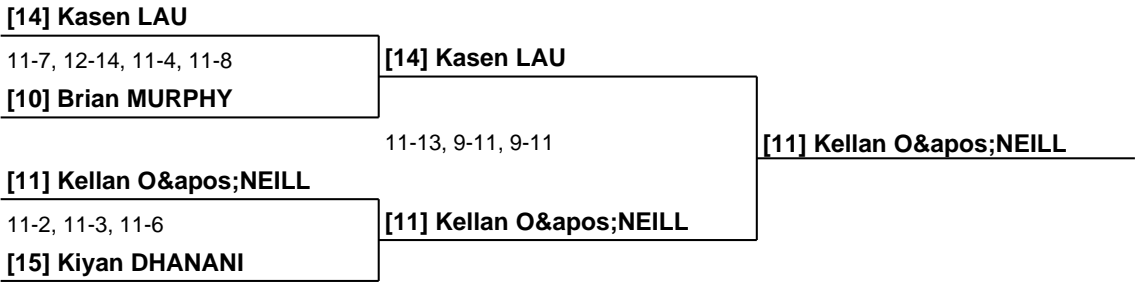 [14] Kasen LAU
11-7, 12-14, 11-4, 11-8
[14] Kasen LAU
[10] Brian MURPHY
11-13, 9-11, 9-11
[11] Kellan O&apos;NEILL
[11] Kellan O&apos;NEILL
11-2, 11-3, 11-6
[11] Kellan O&apos;NEILL
[15] Kiyan DHANANI